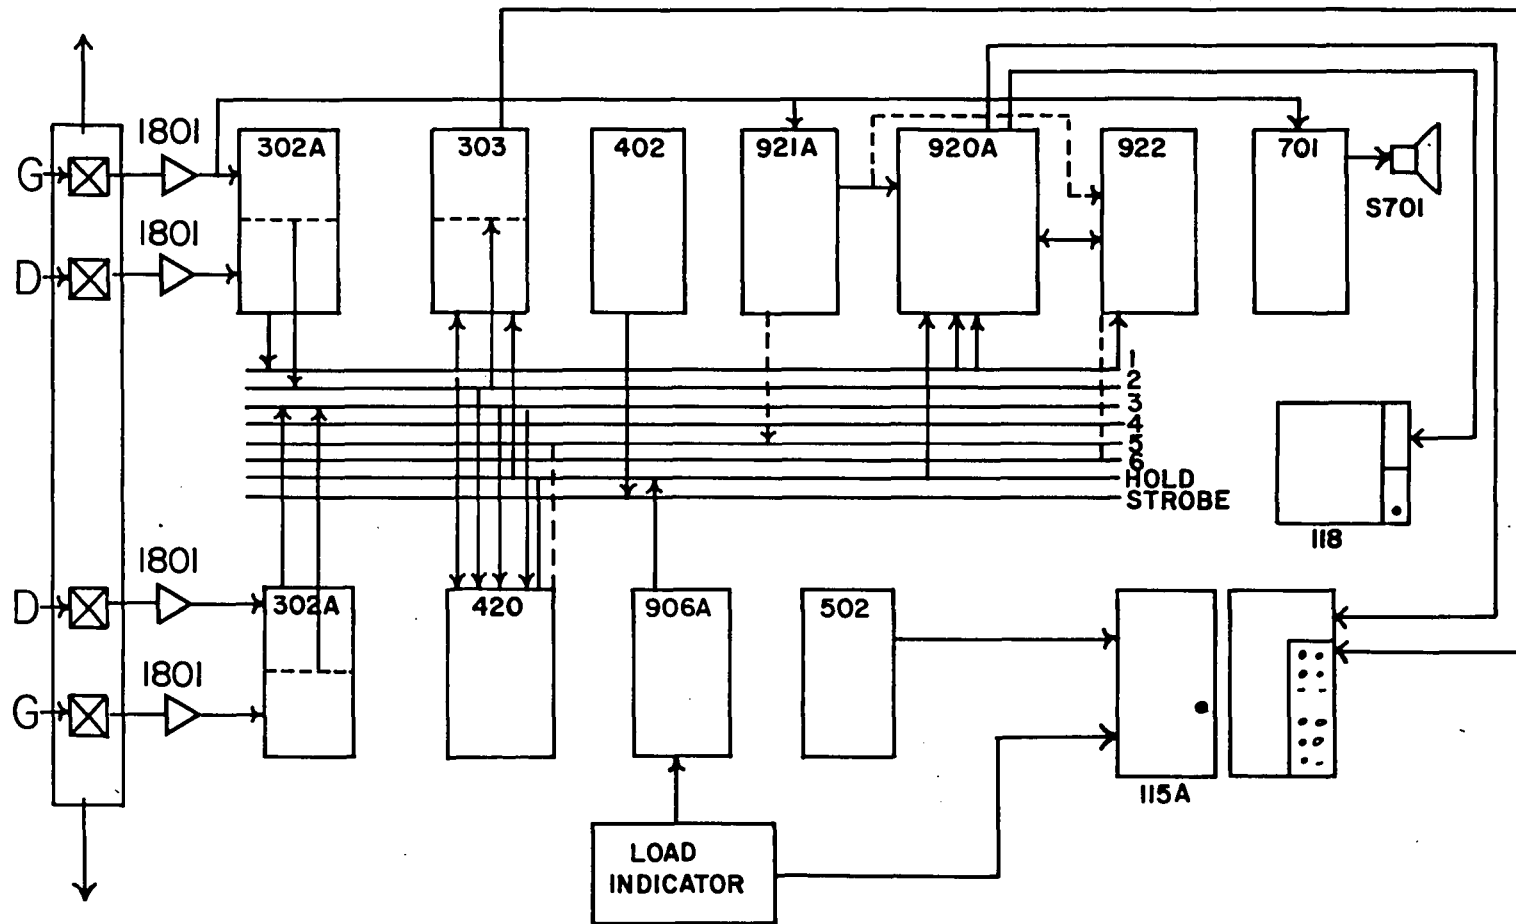 1801
302A
303
402
921A
920A
922
701
G
S701
1801
D
1
2
3
4
5
6
HOLD
STROBE
118
1801
D
302A
420
906A
502
1801
G
115A
LOAD
INDICATOR